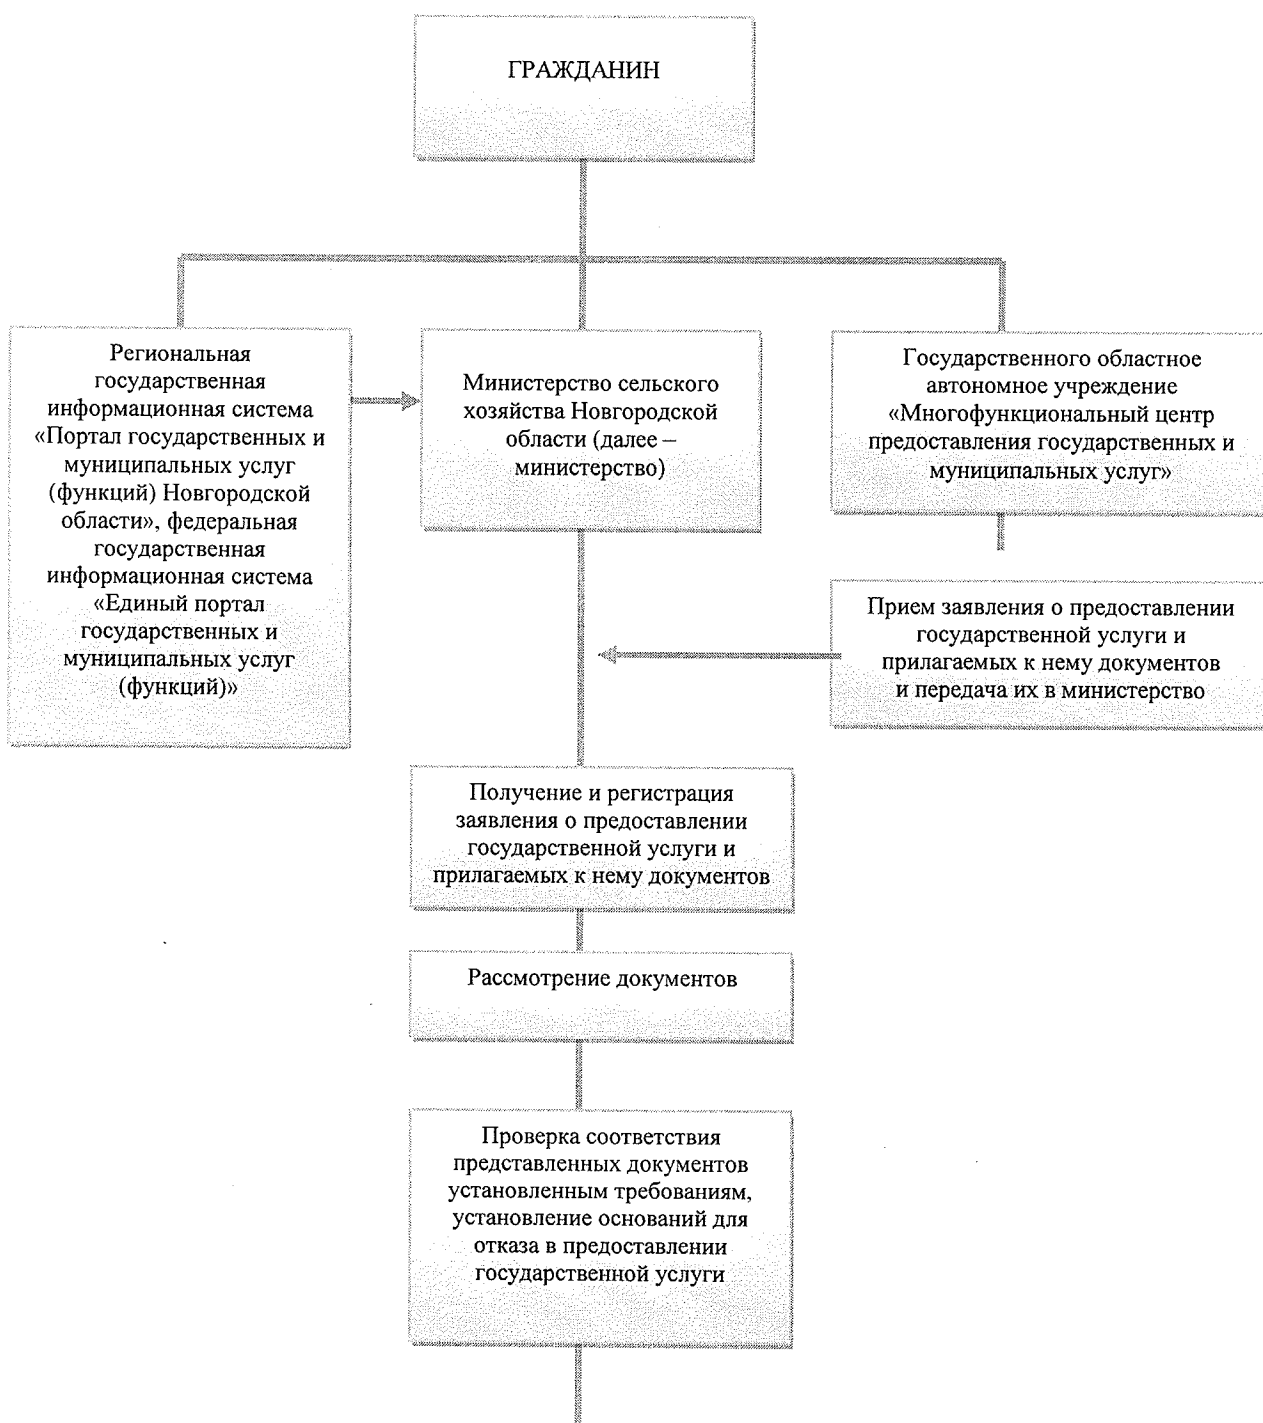 ГРАЖДАНИН
Региональная
государственная
информационная система
«Портал государственных и
муниципальных услуг
(функций) Новгородской
области», федеральная
государственная
информационная система
«Единый портал
государственных и
муниципальных услуг
(функций)»
Министерство сельского
хозяйства Новгородской
области (далее –
министерство)
Государственного областное
автономное учреждение
«Многофункциональный центр
предоставления государственных и
муниципальных услуг»
Прием заявления о предоставлении
государственной услуги и
прилагаемых к нему документов
и передача их в министерство
Получение и регистрация
заявления о предоставлении
государственной услуги и
прилагаемых к нему документов
Рассмотрение документов
Проверка соответствия
представленных документов
установленным требованиям,
установление оснований для
отказа в предоставлении
государственной услуги